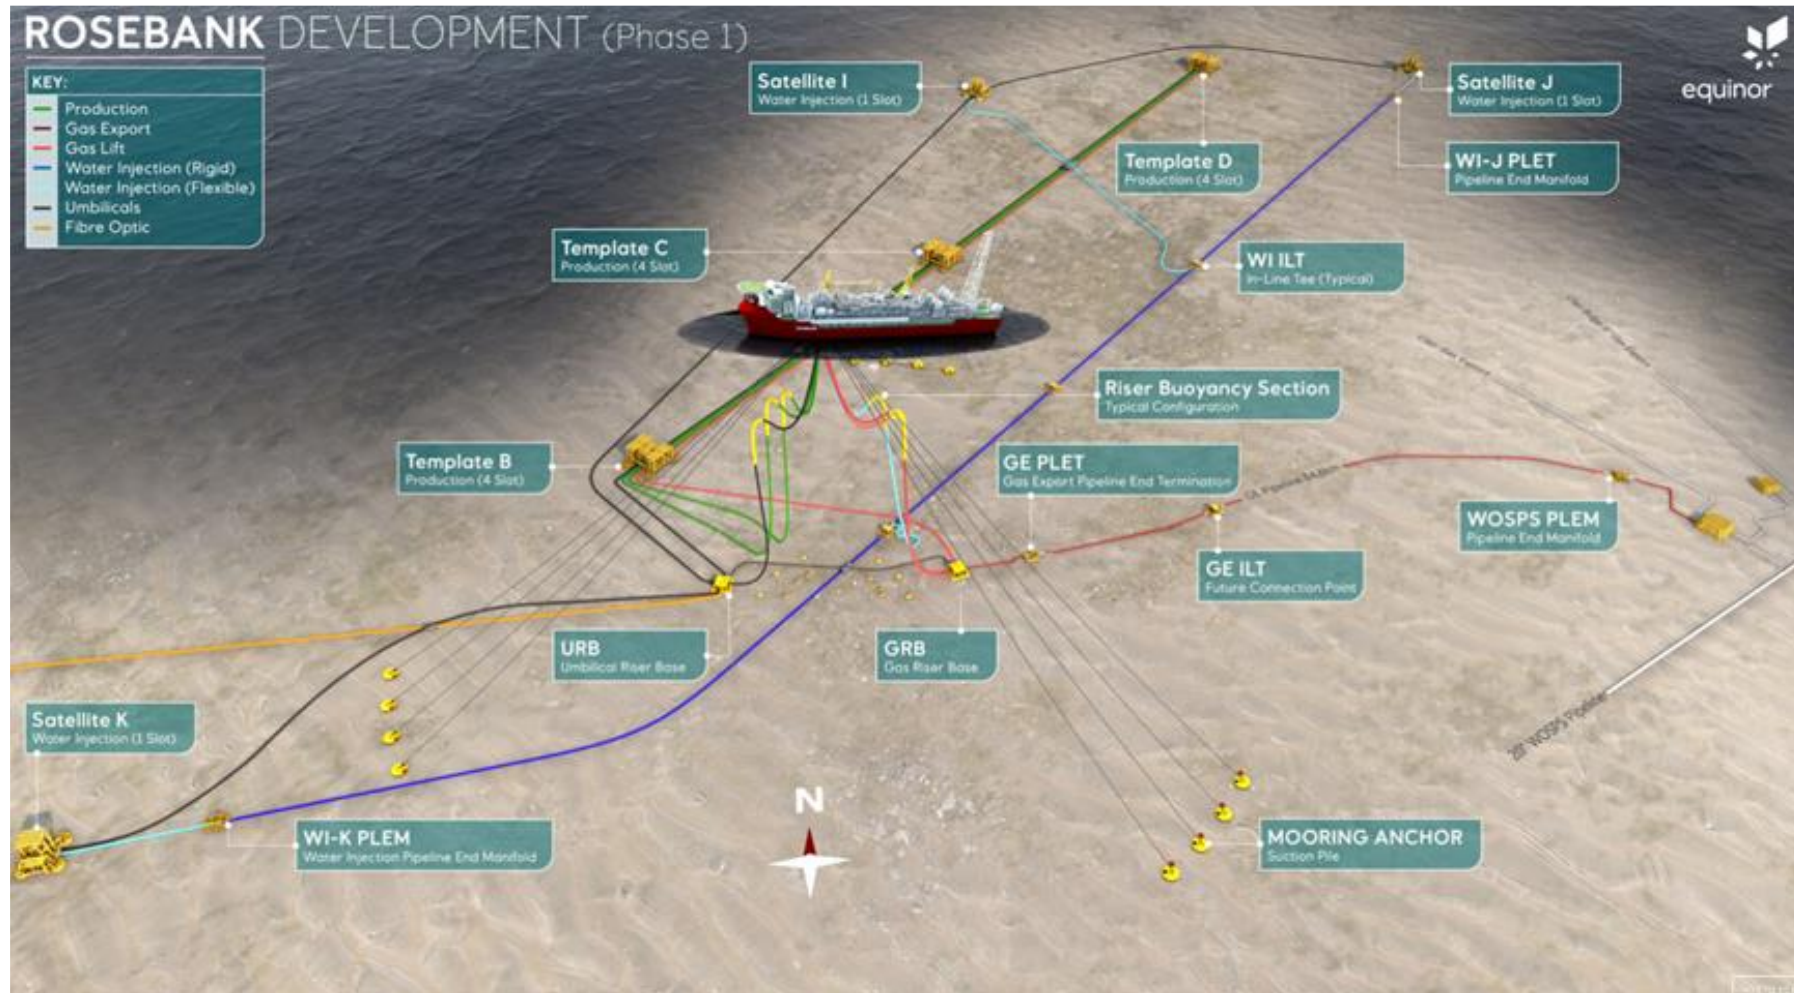 ROSEBANK DEVELOPMENT (Phase 1)
KEY:
Production
Gas Export
Gas Lift
Water Injection (Rigid)
Water Injection (Flexible)
Umbilicals
Fibre Optic
equinor
Satellite I
Water Injection (1 Slot)
Satellite J
Water Injection (1 Slot)
Template D
Production (4 Slot)
WI-J PLET
Pipeline End Manifold
Template C
Production (4 Slot)
WI ILT
In-Line Tee (Typical)
Riser Buoyancy Section
Typical Configuration
Template B
Production (4 Slot)
GE PLET
Gas Export Pipeline End Termination
GE Pipeline
WOSPS PLEM
Pipeline End Manifold
GE ILT
Future Connection Point
URB
Umbilical Riser Base
GRB
Gas Riser Base
Satellite K
Water Injection (1 Slot)
20" WOSPS Pipeline
N
WI-K PLEM
Water Injection Pipeline End Manifold
MOORING ANCHOR
Suction Pile